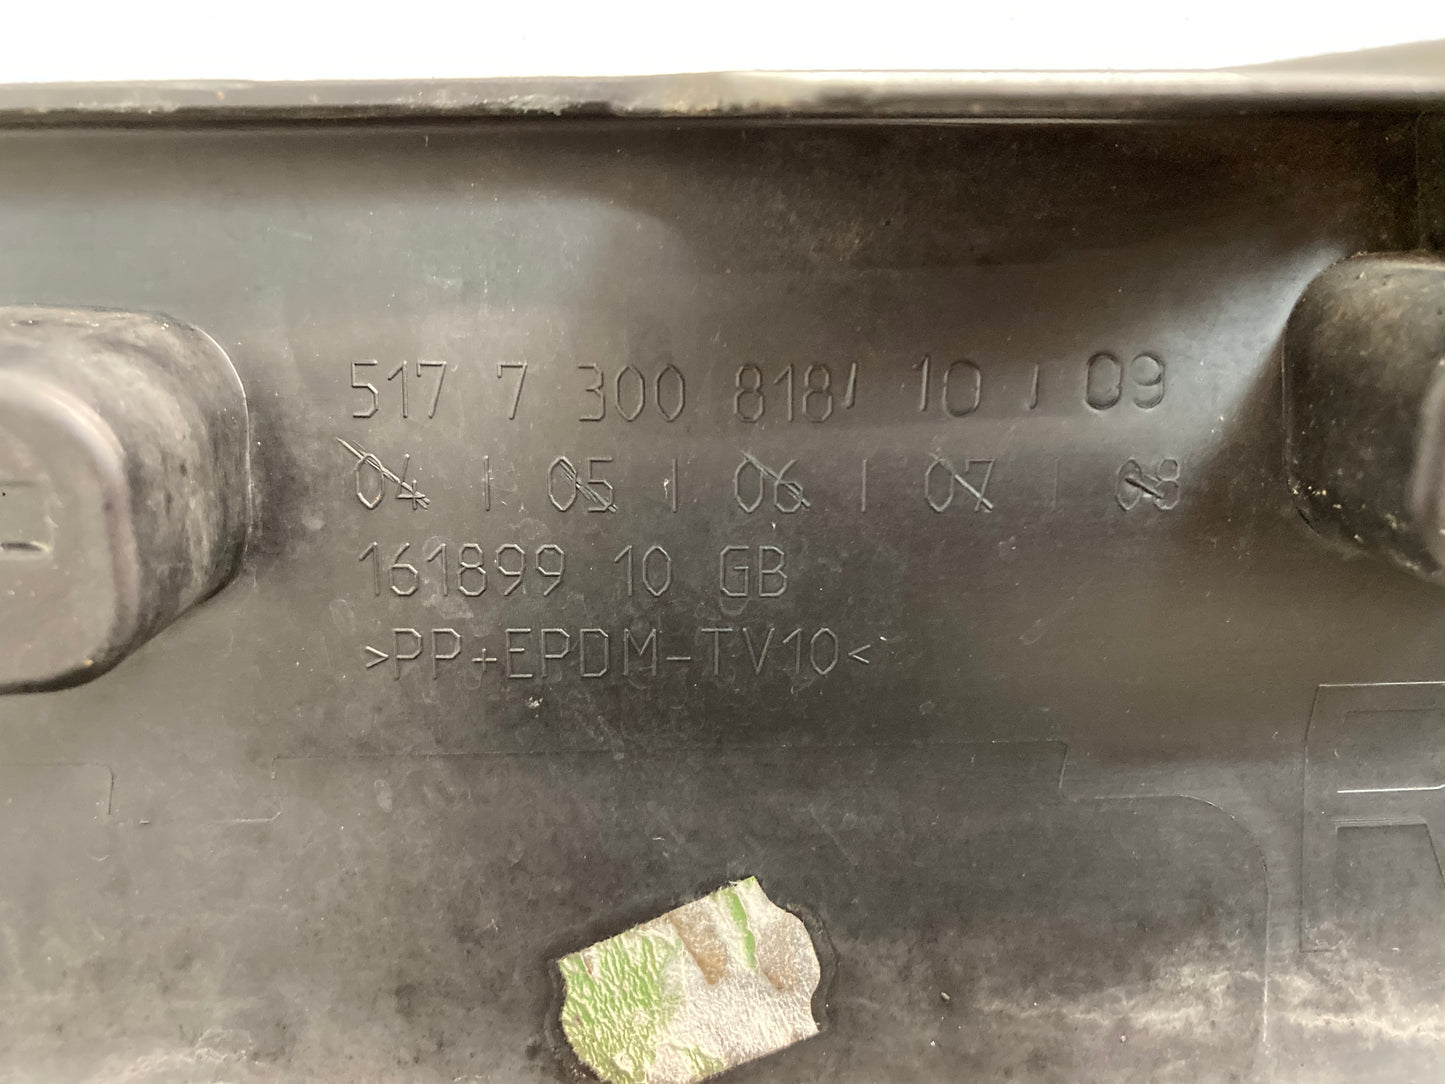 517 7 300 818/ 10 / 09
04 | 05 | 06 | 07 | 08
161899 10 GB
>PP+EPDM-TV10<
R